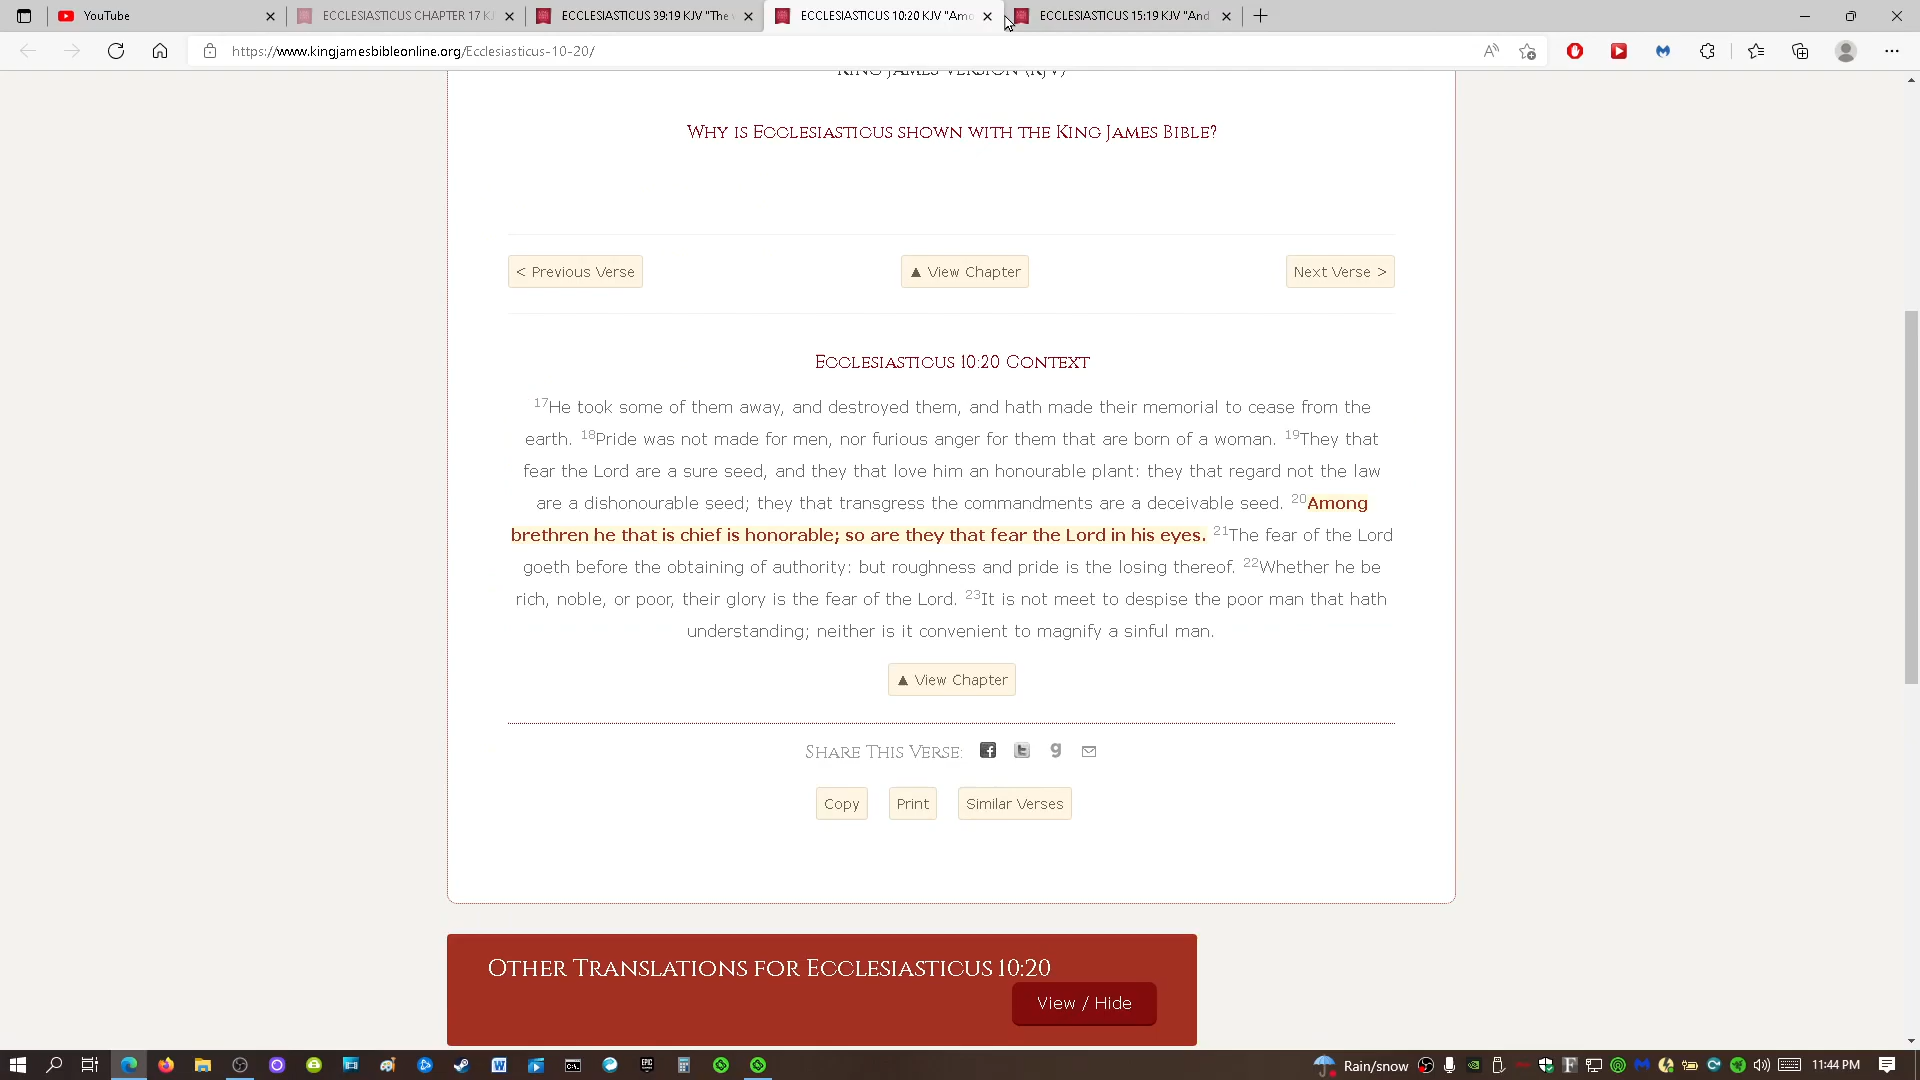 YouTube
ECCLESIASTICUS CHAPTER 17 KJ
ECCLESIASTICUS 39:19 KJV "The
ECCLESIASTICUS 10:20 KJV "Amo
ECCLESIASTICUS 15:19 KJV "And
https://www.kingjamesbibleonline.org/Ecclesiasticus-10-20/
King James Version (KJV)
Why is Ecclesiasticus shown with the King James Bible?
< Previous Verse
▲ View Chapter
Next Verse >
Ecclesiasticus 10:20 Context
17He took some of them away, and destroyed them, and hath made their memorial to cease from the
earth. 18Pride was not made for men, nor furious anger for them that are born of a woman. 19They that
fear the Lord are a sure seed, and they that love him an honourable plant: they that regard not the law
are a dishonourable seed; they that transgress the commandments are a deceivable seed. 20Among
brethren he that is chief is honorable; so are they that fear the Lord in his eyes. 21The fear of the Lord
goeth before the obtaining of authority: but roughness and pride is the losing thereof. 22Whether he be
rich, noble, or poor, their glory is the fear of the Lord. 23It is not meet to despise the poor man that hath
understanding; neither is it convenient to magnify a sinful man.
▲ View Chapter
Share This Verse:
Copy
Print
Similar Verses
Other Translations for Ecclesiasticus 10:20
View / Hide
Rain/snow
11:44 PM